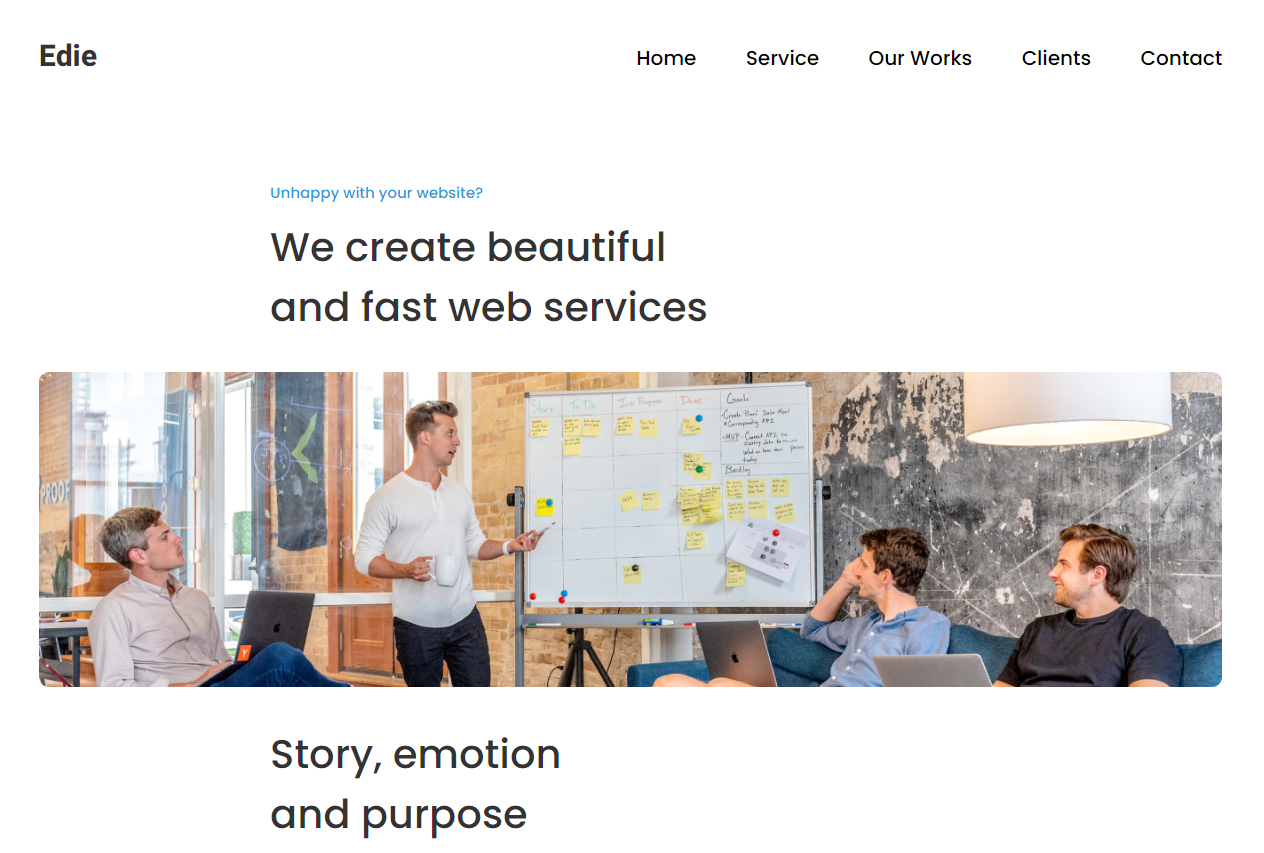 Edie
Home Service Our Works Clients Contact
Unhappy with your website?
We create beautiful
and fast web services
PROOF
Story To Do In Progress Done Goals
Backlog
Story, emotion
and purpose